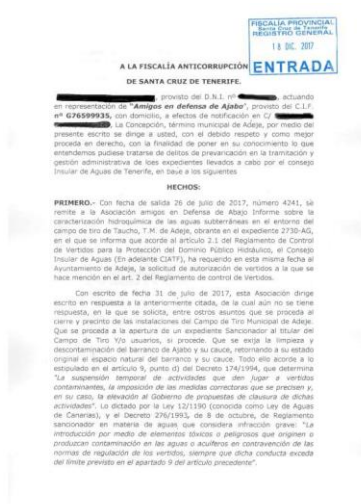 FISCALÍA PROVINCIAL
Santa Cruz de Tenerife
REGISTRO GENERAL
18 DIC. 2017
ENTRADA
A LA FISCALÍA ANTICORRUPCIÓN
DE SANTA CRUZ DE TENERIFE.
, provisto del D.N.I. nº , actuando
en representación de "Amigos en defensa de Ajabo", provisto del C.I.F.
nº G76599935, con domicilio, a efectos de notificación en C/
La Concepción, término municipal de Adeje, por medio del
presente escrito se dirige a usted, con el debido respeto y como mejor
proceda en derecho, con la finalidad de poner en su conocimiento lo que
entendemos pudiese tratarse de delitos de prevaricación en la tramitación y
gestión administrativa de loes expedientes llevados a cabo por el consejo
Insular de Aguas de Tenerife, en base a los siguientes
HECHOS:
PRIMERO.- Con fecha de salida 26 de julio de 2017, número 4241, se
remite a la Asociación amigos en Defensa de Abajo Informe sobre la
caracterización hidroquímica de las aguas subterráneas en el entorno del
campo de tiro de Taucho, T.M. de Adeje, obrante en el expediente 2730-AG,
en el que se informa que acorde al artículo 2.1 del Reglamento de Control
de Vertidos para la Protección del Dominio Público Hidráulico, el Consejo
de Aguas (En adelante CIATF), ha requerido en esta misma fecha al
Ayuntamiento de Adeje, la solicitud de autorización de vertidos a la que se
hace mención en el art. 2 del Reglamento de control de Vertidos.
Con escrito de fecha 31 de julio de 2017, esta Asociación dirige
escrito en respuesta a la anteriormente citada, de la cual aún no se tiene
respuesta, en la que se solicita, entre otros asuntos que se proceda al
cierre y precinto de las instalaciones del Campo de Tiro Municipal de Adeje.
Que se proceda a la apertura de un expediente Sancionador al titular del
Campo de Tiro Y/o usuarios, si procede. Que se exija la limpieza y
descontaminación del barranco de Ajabo y su cauce, retornando a su estado
original el espacio natural del barranco y su cauce. Todo ello acorde a lo
estipulado en el artículo 9, punto d) del Decreto 174/1994, que determina
"La suspensión temporal de actividades que den lugar a vertidos
contaminantes, la imposición de las medidas correctoras que se precisen y,
en su caso, la elevación al Gobierno de propuestas de clausura de dichas
actividades". Lo dictado por la Ley 12/1190 (conocida como Ley de Aguas
de Canarias), y el Decreto 276/1993, de 8 de octubre, de Reglamento
sancionador en materia de aguas que considera infracción grave: "La
introducción por medio de elementos tóxicos o peligrosos que originen o
produzcan contaminación en las aguas o acuíferos en contravención de las
normas de regulación de los vertidos, siempre que dicha conducta exceda
del límite previsto en el apartado 9 del artículo precedente".